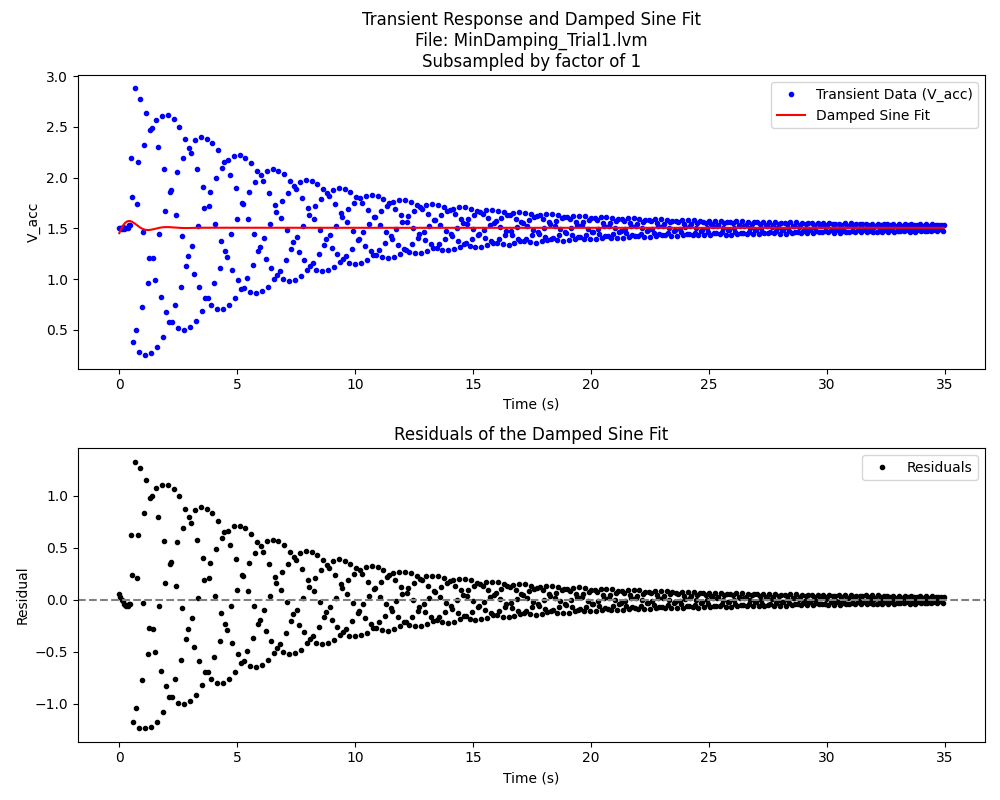 Transient Response and Damped Sine Fit
File: MinDamping_Trial1.lvm
Subsampled by factor of 1
3.0
2.5
2.0
1.5
1.0
0.5
V_acc
Transient Data (V_acc)
Damped Sine Fit
0 5 10 15 20 25 30 35
Time (s)
Residuals of the Damped Sine Fit
1.0
0.5
0.0
−0.5
−1.0
Residual
Residuals
0 5 10 15 20 25 30 35
Time (s)